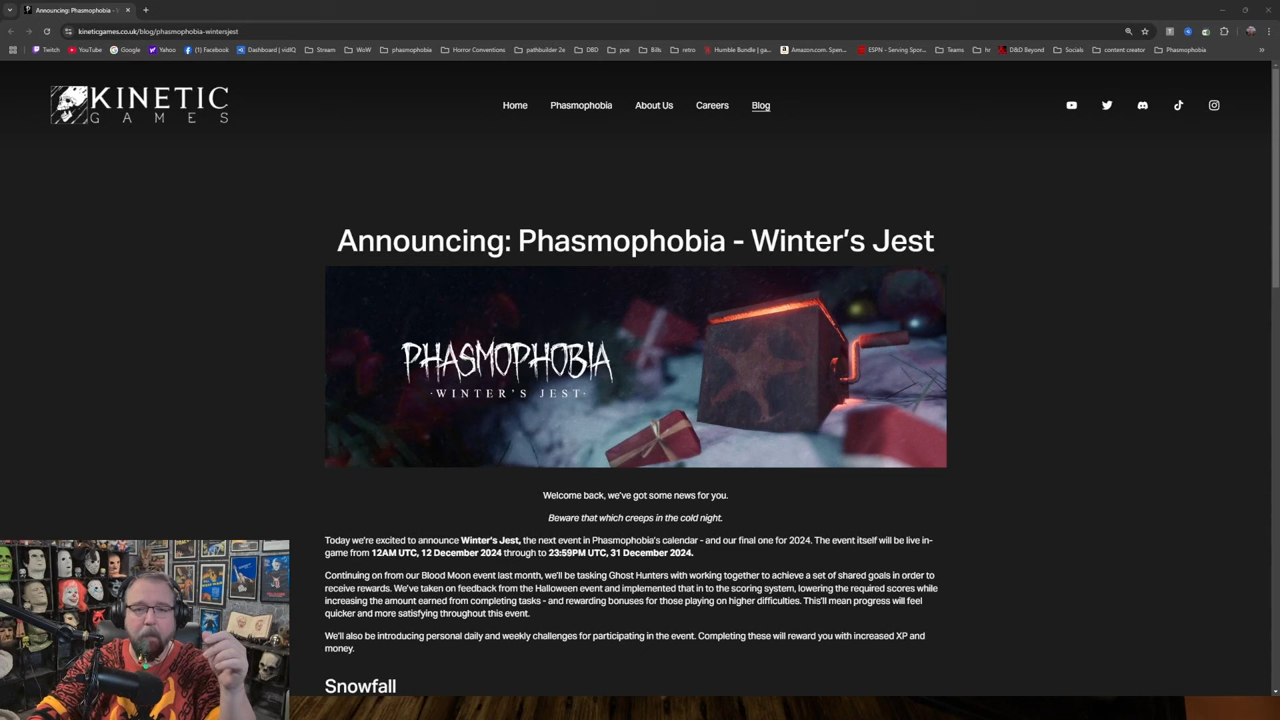 Announcing: Phasmophobia - W
kineticgames.co.uk/blog/phasmophobia-wintersjest
Twitch YouTube Google Yahoo (1) Facebook Dashboard | vidIQ Stream WoW phasmophobia Horror Conventions pathbuilder 2e DBD poe Bills retro Humble Bundle | ga... Amazon.com. Spen... ESPN - Serving Spor... Teams hr D&D Beyond Socials content creator Phasmophobia
KINETIC
GAMES
Home Phasmophobia About Us Careers Blog
Announcing: Phasmophobia - Winter's Jest
PHASMOPHOBIA
·WINTER'S JEST·
Welcome back, we've got some news for you.
Beware that which creeps in the cold night.
Today we're excited to announce Winter's Jest, the next event in Phasmophobia's calendar - and our final one for 2024. The event itself will be live in-
game from 12AM UTC, 12 December 2024 through to 23:59PM UTC, 31 December 2024.
Continuing on from our Blood Moon event last month, we'll be tasking Ghost Hunters with working together to achieve a set of shared goals in order to
receive rewards. We've taken on feedback from the Halloween event and implemented that in to the scoring system, lowering the required scores while
increasing the amount earned from completing tasks - and rewarding bonuses for those playing on higher difficulties. This'll mean progress will feel
quicker and more satisfying throughout this event.
We'll also be introducing personal daily and weekly challenges for participating in the event. Completing these will reward you with increased XP and
money.
Snowfall